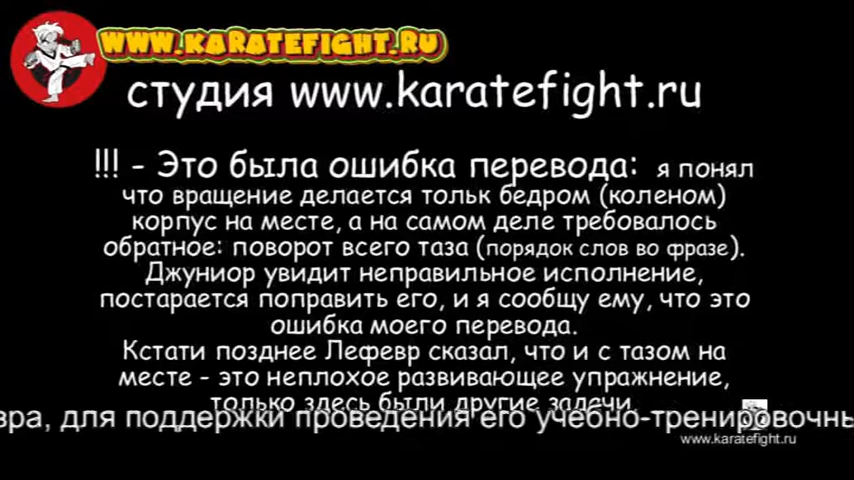 WWW.KARATEFIGHT.RU
студия www.karatefight.ru
!!! - Это была ошибка перевода: я понял
что вращение делается тольк бедром (коленом)
корпус на месте, а на самом деле требовалось
обратное: поворот всего таза (порядок слов во фразе).
Джуниор увидит неправильное исполнение,
постарается поправить его, и я сообщу ему, что это
ошибка моего перевода.
Кстати позднее Лефевр сказал, что и с тазом на
месте - это неплохое развивающее упражнение,
только здесь были другие задачи.
вра, для поддержки проведения его учебно-тренировочны
www.karatefight.ru